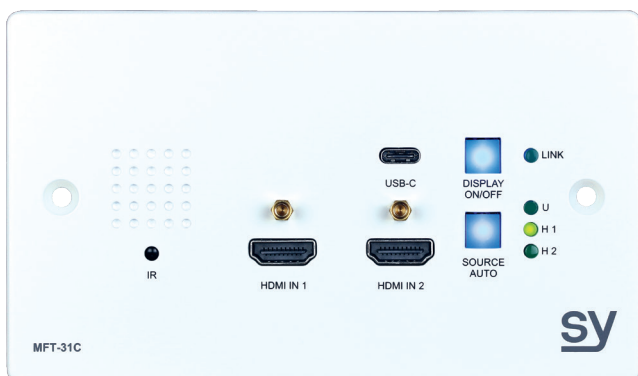 USB-C
DISPLAY
ON/OFF
LINK
U
H 1
H 2
SOURCE
AUTO
IR
HDMI IN 1
HDMI IN 2
MFT-31C
sy